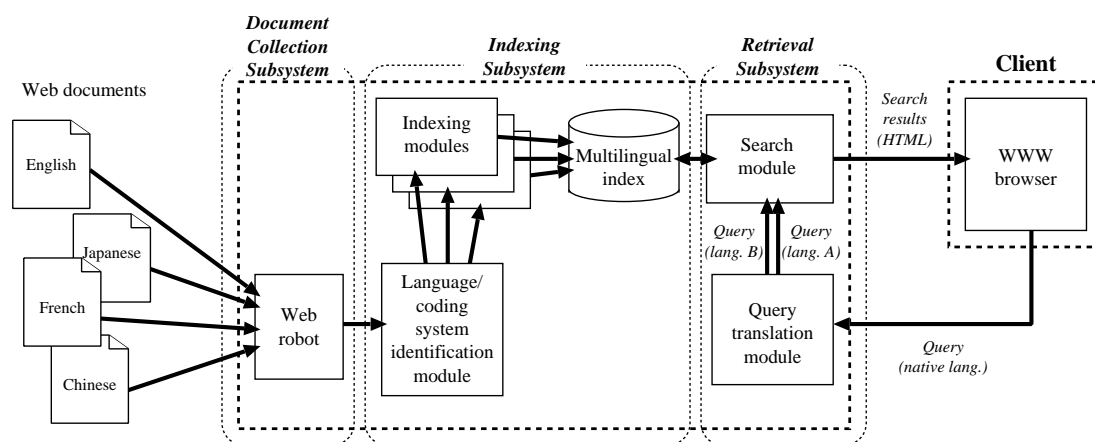 Document
Collection
Subsystem
Indexing
Subsystem
Retrieval
Subsystem
Client
Web documents
English
Japanese
French
Chinese
Web
robot
Indexing
modules
Language/
coding
system
identification
module
Multilingual
index
Search
module
Query
(lang. B)
Query
(lang. A)
Query
translation
module
Search
results
(HTML)
WWW
browser
Query
(native lang.)